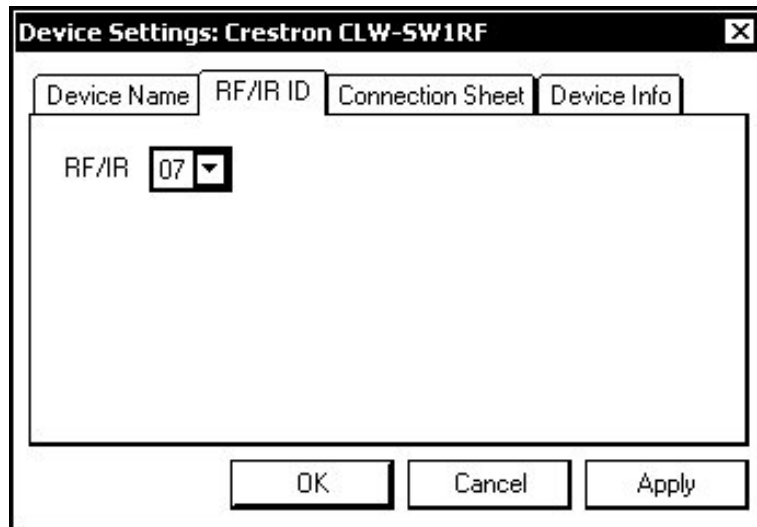 Device Settings: Crestron CLW-SW1RF
Device Name RF/IR ID Connection Sheet Device Info
RF/IR 07
OK Cancel Apply